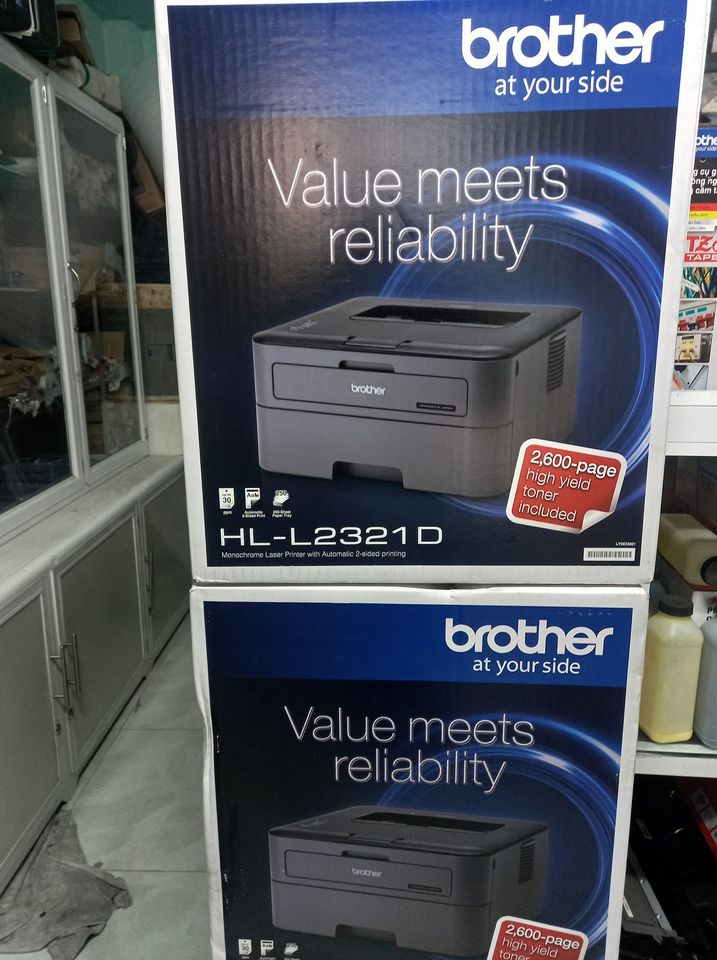 brother
at your side
Value meets
reliability
brother
2,600-page
high yield
toner
included
30
ppm
Automatic
2-Sided Print
250-Sheet
Paper Tray
HL-L2321D
Monochrome Laser Printer with Automatic 2-sided printing
brother
at your side
Value meets
reliability
brother
2,600-page
high yield
toner
30
TAPE